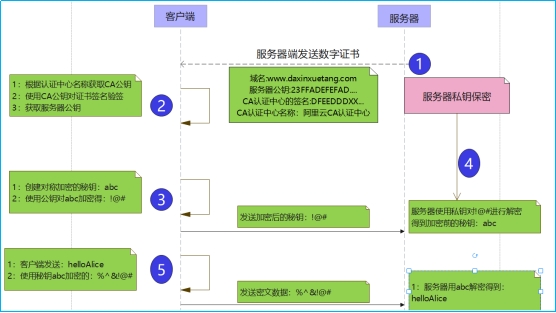 客户端
服务器
服务器端发送数字证书
1
域名:www.daxinxuetang.com
服务器公钥:23FFADEFEFAD....
CA认证中心的签名:DFEEDDDXX...
CA认证中心名称：阿里云CA认证中心
服务器私钥保密
1：根据认证中心名称获取CA公钥
2：使用CA公钥对证书签名验签
3：获取服务器公钥
2
4
1：创建对称加密的秘钥：abc
2：使用公钥对abc加密得：!@#
3
发送加密后的秘钥：!@#
服务器使用私钥对!@#进行解密
得到加密前的秘钥：abc
1：客户端发送：helloAlice
2：使用秘钥abc加密的：%^&!@#
5
发送密文数据：%^&!@#
1：服务器用abc解密得到：
helloAlice